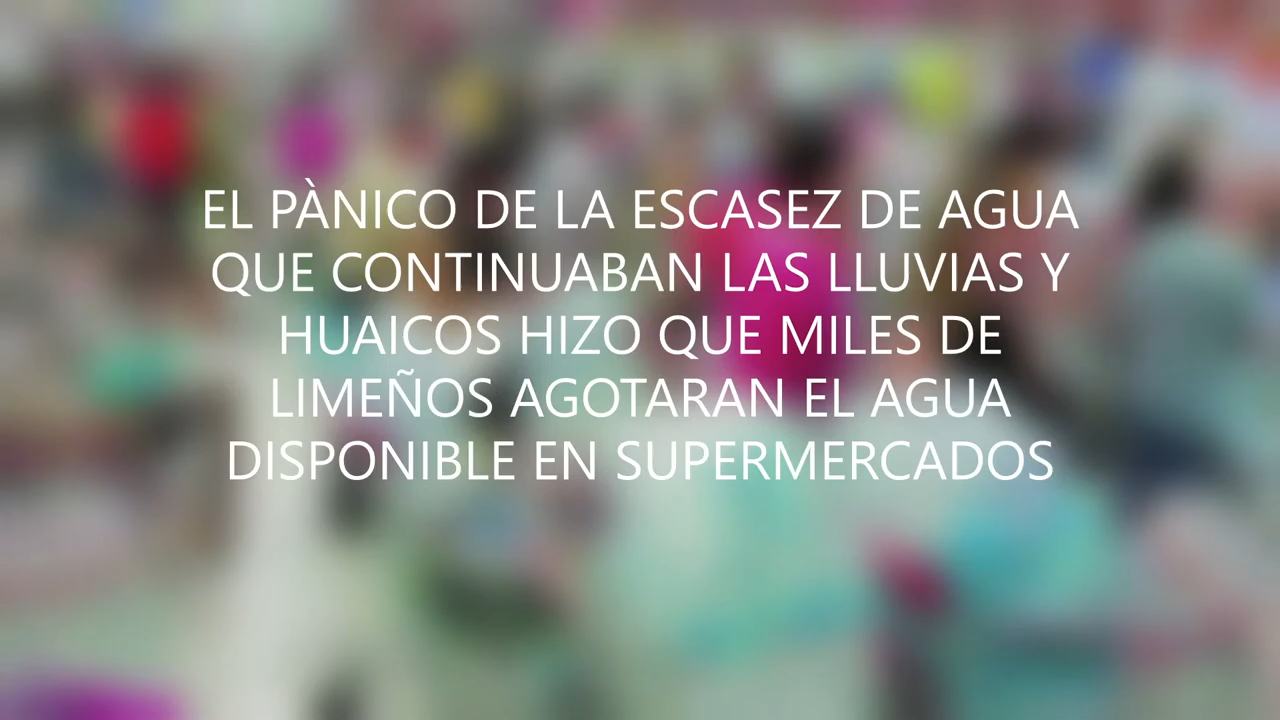 EL PÀNICO DE LA ESCASEZ DE AGUA
QUE CONTINUABAN LAS LLUVIAS Y
HUAICOS HIZO QUE MILES DE
LIMEÑOS AGOTARAN EL AGUA
DISPONIBLE EN SUPERMERCADOS